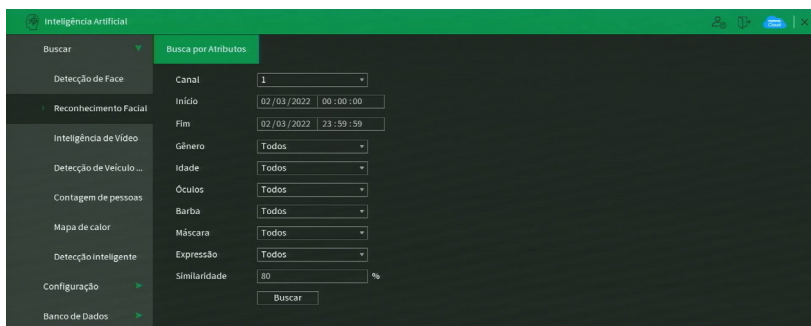 Inteligência Artificial
Cloud
Buscar
Busca por Atributos
Detecção de Face
Reconhecimento Facial
Inteligência de Vídeo
Detecção de Veículo ...
Contagem de pessoas
Mapa de calor
Detecção inteligente
Configuração
Banco de Dados
Canal 1
Início 02/03/2022 00:00:00
Fim 02/03/2022 23:59:59
Gênero Todos
Idade Todos
Óculos Todos
Barba Todos
Máscara Todos
Expressão Todos
Similaridade 80 %
Buscar